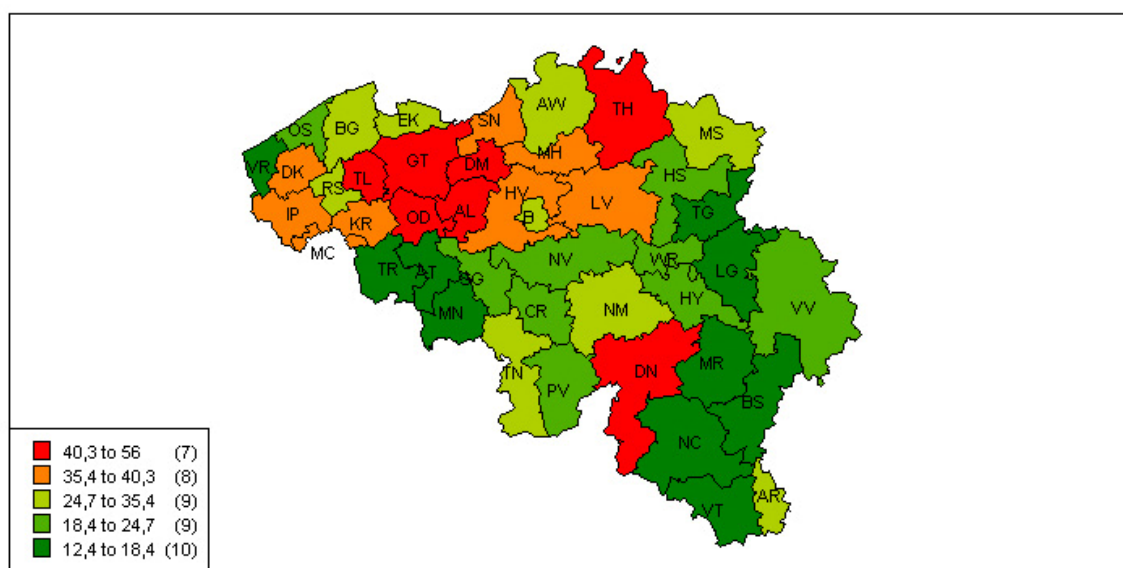 TH
AW
SN
EK
MS
BG
OS
MH
GT
DM
VR
DK
TL
HS
RS
HV
LV
TG
IP
KR
OD
AL
B
MC
NV
WR
LG
TR
AT
SG
HY
VV
MN
CR
NM
TN
PV
DN
MR
BS
NC
AR
VT
40,3 to 56 (7)
35,4 to 40,3 (8)
24,7 to 35,4 (9)
18,4 to 24,7 (9)
12,4 to 18,4 (10)